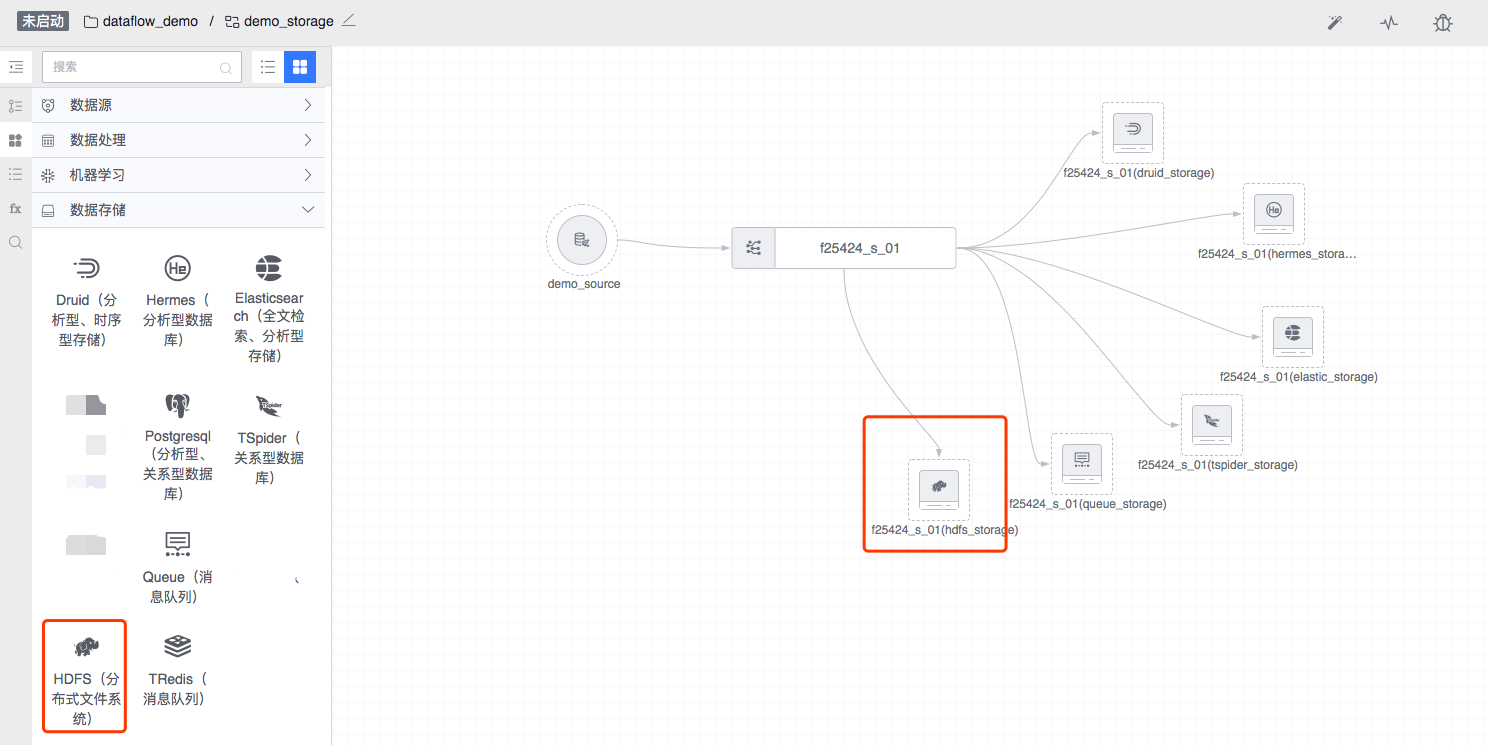 未启动 dataflow_demo / demo_storage
搜索
数据源
数据处理
机器学习
fx
数据存储
Druid（分
析型、时序
型存储）
Hermes（
分析型数据
库）
Elasticsear
ch（全文检
索、分析型
存储）
Postgresql
（分析型、
关系型数据
库）
TSpider
TSpider（
关系型数据
库）
Queue（消
息队列）
HDFS（分
布式文件系
统）
TRedis（
消息队列）
demo_source
f25424_s_01
f25424_s_01(druid_storage)
He
f25424_s_01(hermes_stora...
f25424_s_01(elastic_storage)
f25424_s_01(tspider_storage)
f25424_s_01(queue_storage)
f25424_s_01(hdfs_storage)